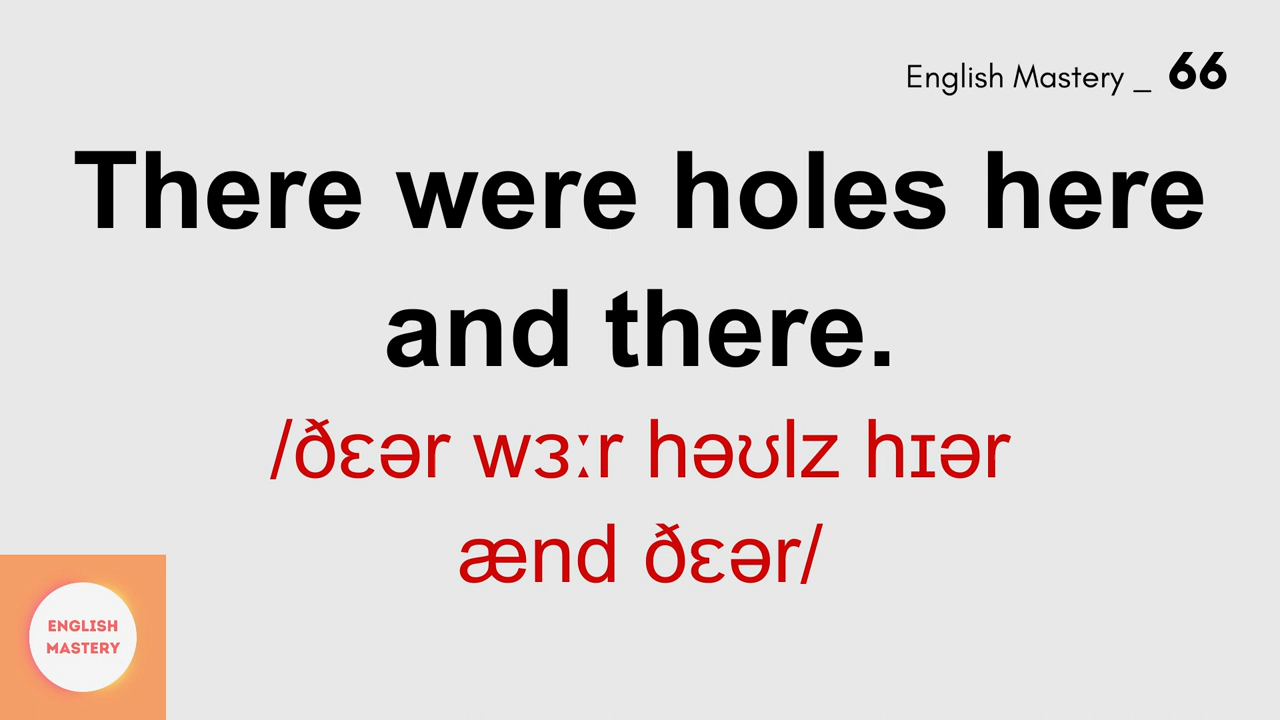 English Mastery _ 66
There were holes here
and there.
/ðɛər wɜːr həʊlz hɪər
ænd ðɛər/
ENGLISH
MASTERY